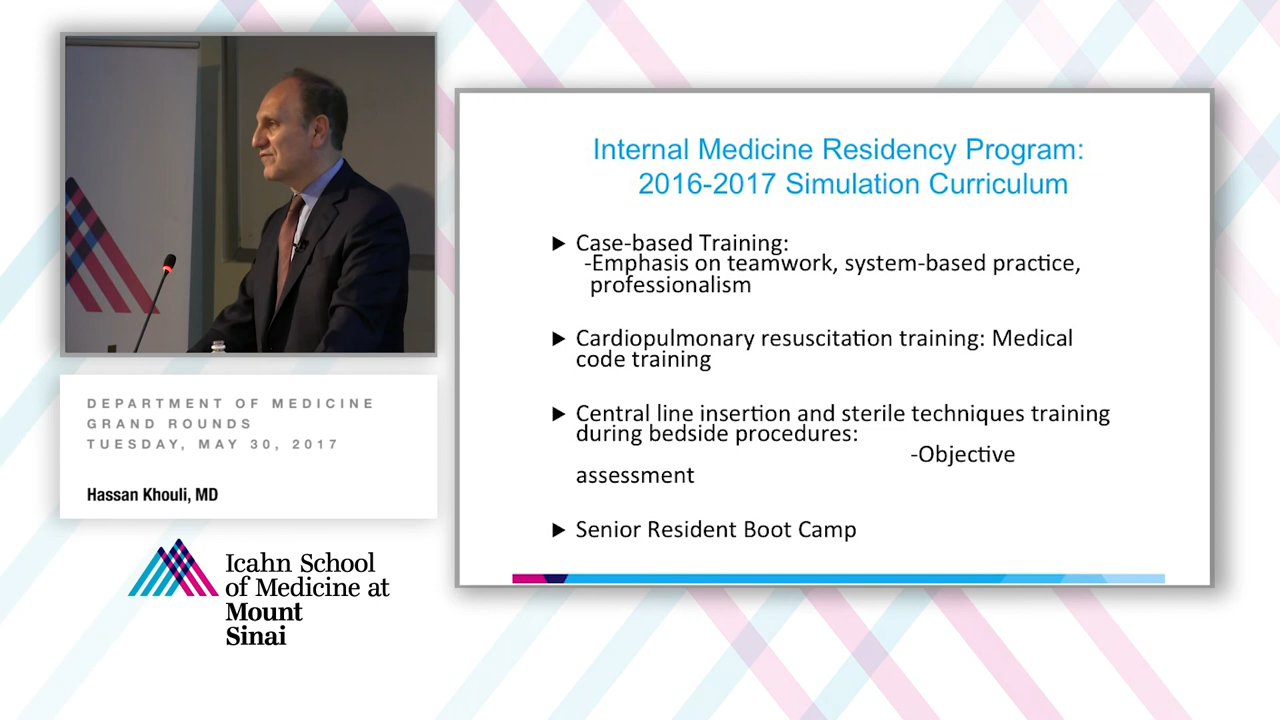 DEPARTMENT OF MEDICINE
GRAND ROUNDS
TUESDAY, MAY 30, 2017
Hassan Khouli, MD
Icahn School
of Medicine at
Mount
Sinai
Internal Medicine Residency Program:
2016-2017 Simulation Curriculum
▶ Case-based Training:
-Emphasis on teamwork, system-based practice,
professionalism
▶ Cardiopulmonary resuscitation training: Medical
code training
▶ Central line insertion and sterile techniques training
during bedside procedures:
-Objective
assessment
▶ Senior Resident Boot Camp